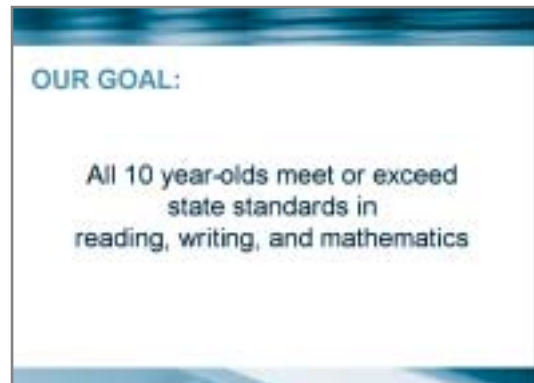 OUR GOAL:
All 10 year-olds meet or exceed
state standards in
reading, writing, and mathematics